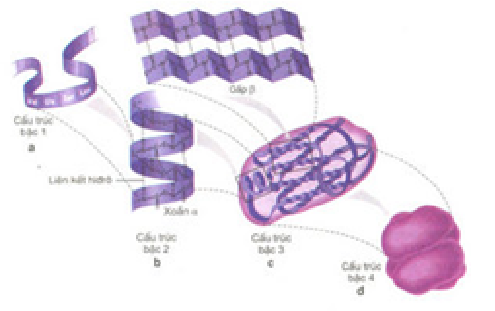 Gấp β
Cấu trúc
bậc 1
a
Liên kết hiđrô
Xoắn α
Cấu trúc
bậc 2
b
Cấu trúc
bậc 3
c
Cấu trúc
bậc 4
d